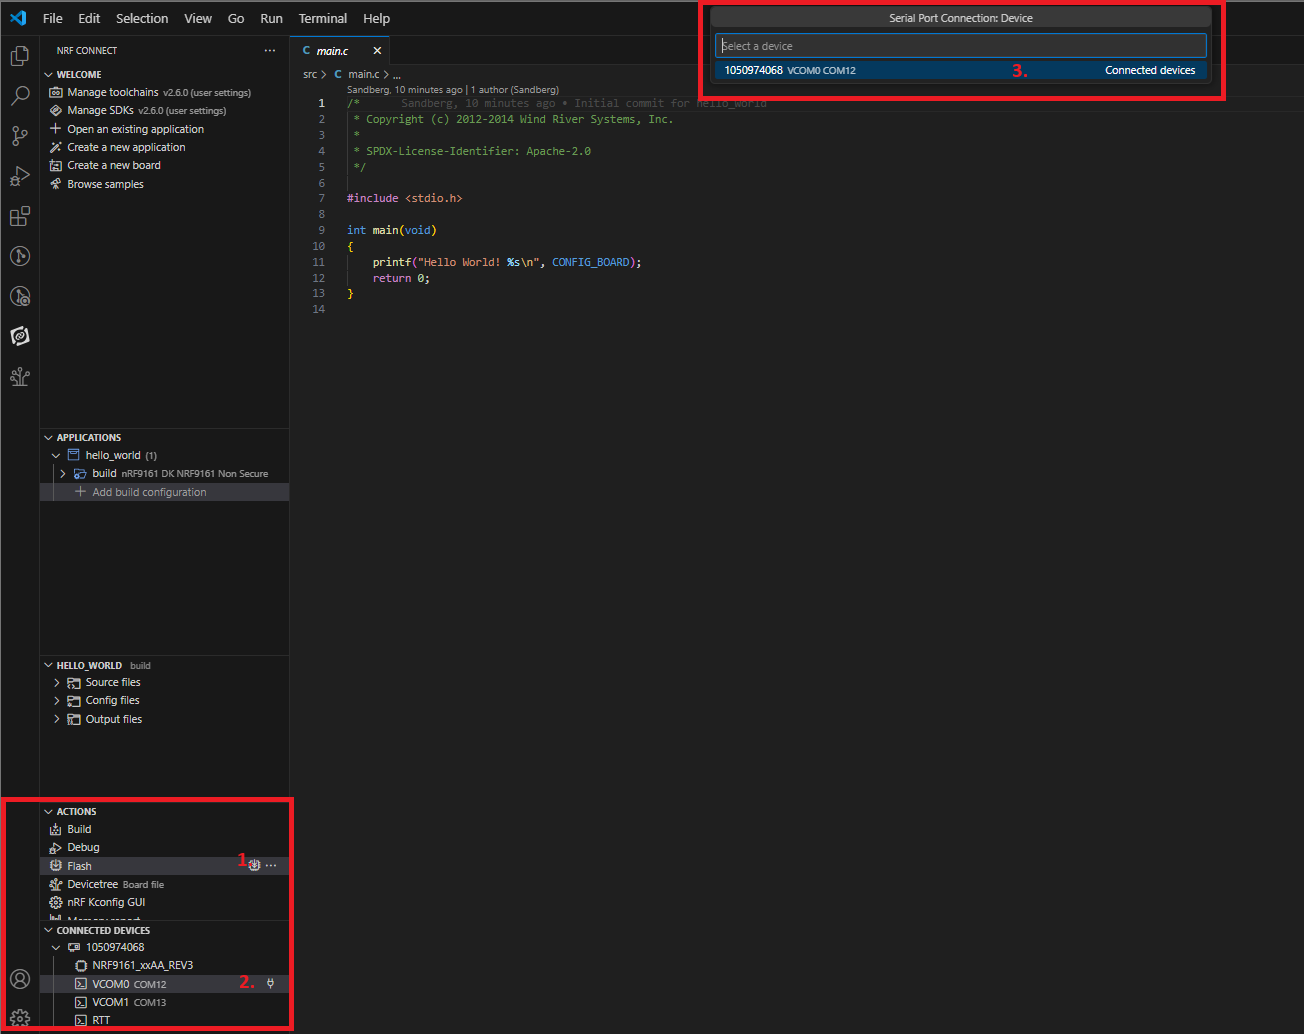 File Edit Selection View Go Run Terminal Help
Serial Port Connection: Device
Select a device
1050974068 VCOM0 COM12 3. Connected devices
NRF CONNECT ...
WELCOME
Manage toolchains v2.6.0 (user settings)
Manage SDKs v2.6.0 (user settings)
Open an existing application
Create a new application
Create a new board
Browse samples
APPLICATIONS
hello_world (1)
build nRF9161 DK NRF9161 Non Secure
Add build configuration
HELLO_WORLD build
Source files
Config files
Output files
ACTIONS
Build
Debug
Flash 1. ...
Devicetree Board file
nRF Kconfig GUI
Memory report
CONNECTED DEVICES
1050974068
NRF9161_xxAA_REV3
VCOM0 COM12 2.
VCOM1 COM13
RTT
C main.c
src > C main.c > ...
Sandberg, 10 minutes ago | 1 author (Sandberg)
1 /* Sandberg, 10 minutes ago • Initial commit for hello_world
2 * Copyright (c) 2012-2014 Wind River Systems, Inc.
3 *
4 * SPDX-License-Identifier: Apache-2.0
5 */
6
7 #include <stdio.h>
8
9 int main(void)
10 {
11 printf("Hello World! %s\n", CONFIG_BOARD);
12 return 0;
13 }
14